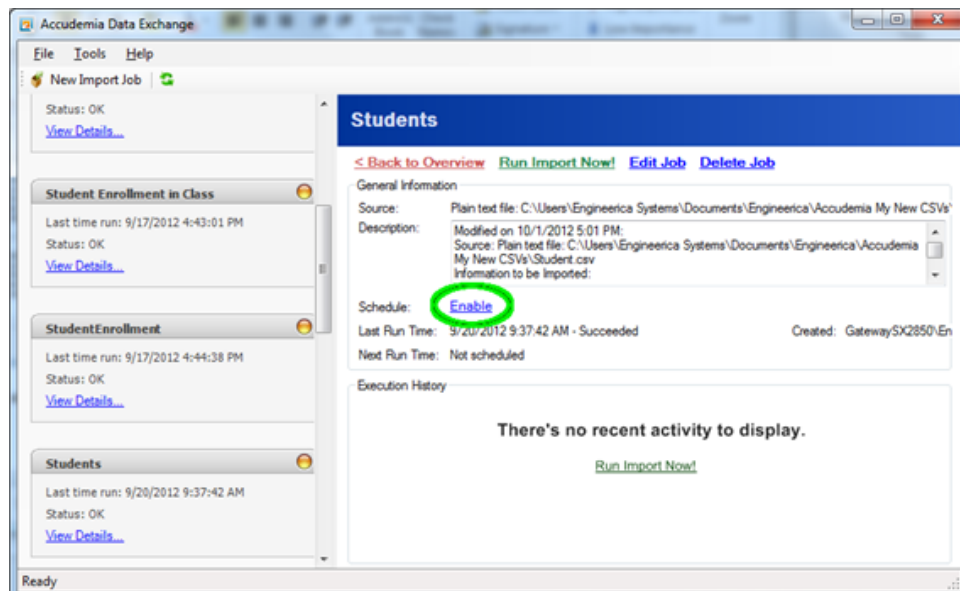 Accudemia Data Exchange
File Tools Help
New Import Job
Status: OK
View Details...
Student Enrollment in Class
Last time run: 9/17/2012 4:43:01 PM
Status: OK
View Details...
StudentEnrollment
Last time run: 9/17/2012 4:44:38 PM
Status: OK
View Details...
Students
Last time run: 9/20/2012 9:37:42 AM
Status: OK
View Details...
Students
< Back to Overview Run Import Now! Edit Job Delete Job
General Information
Source: Plain text file: C:\Users\Engineerica Systems\Documents\Engineerica\Accudemia My New CSVs\
Description: Modified on 10/1/2012 5:01 PM:
Source: Plain text file: C:\Users\Engineerica Systems\Documents\Engineerica\Accudemia
My New CSVs\Student.csv
Information to be Imported:
Schedule: Enable
Last Run Time: 9/20/2012 9:37:42 AM - Succeeded Created: GatewaySX2850\En
Next Run Time: Not scheduled
Execution History
There's no recent activity to display.
Run Import Now!
Ready